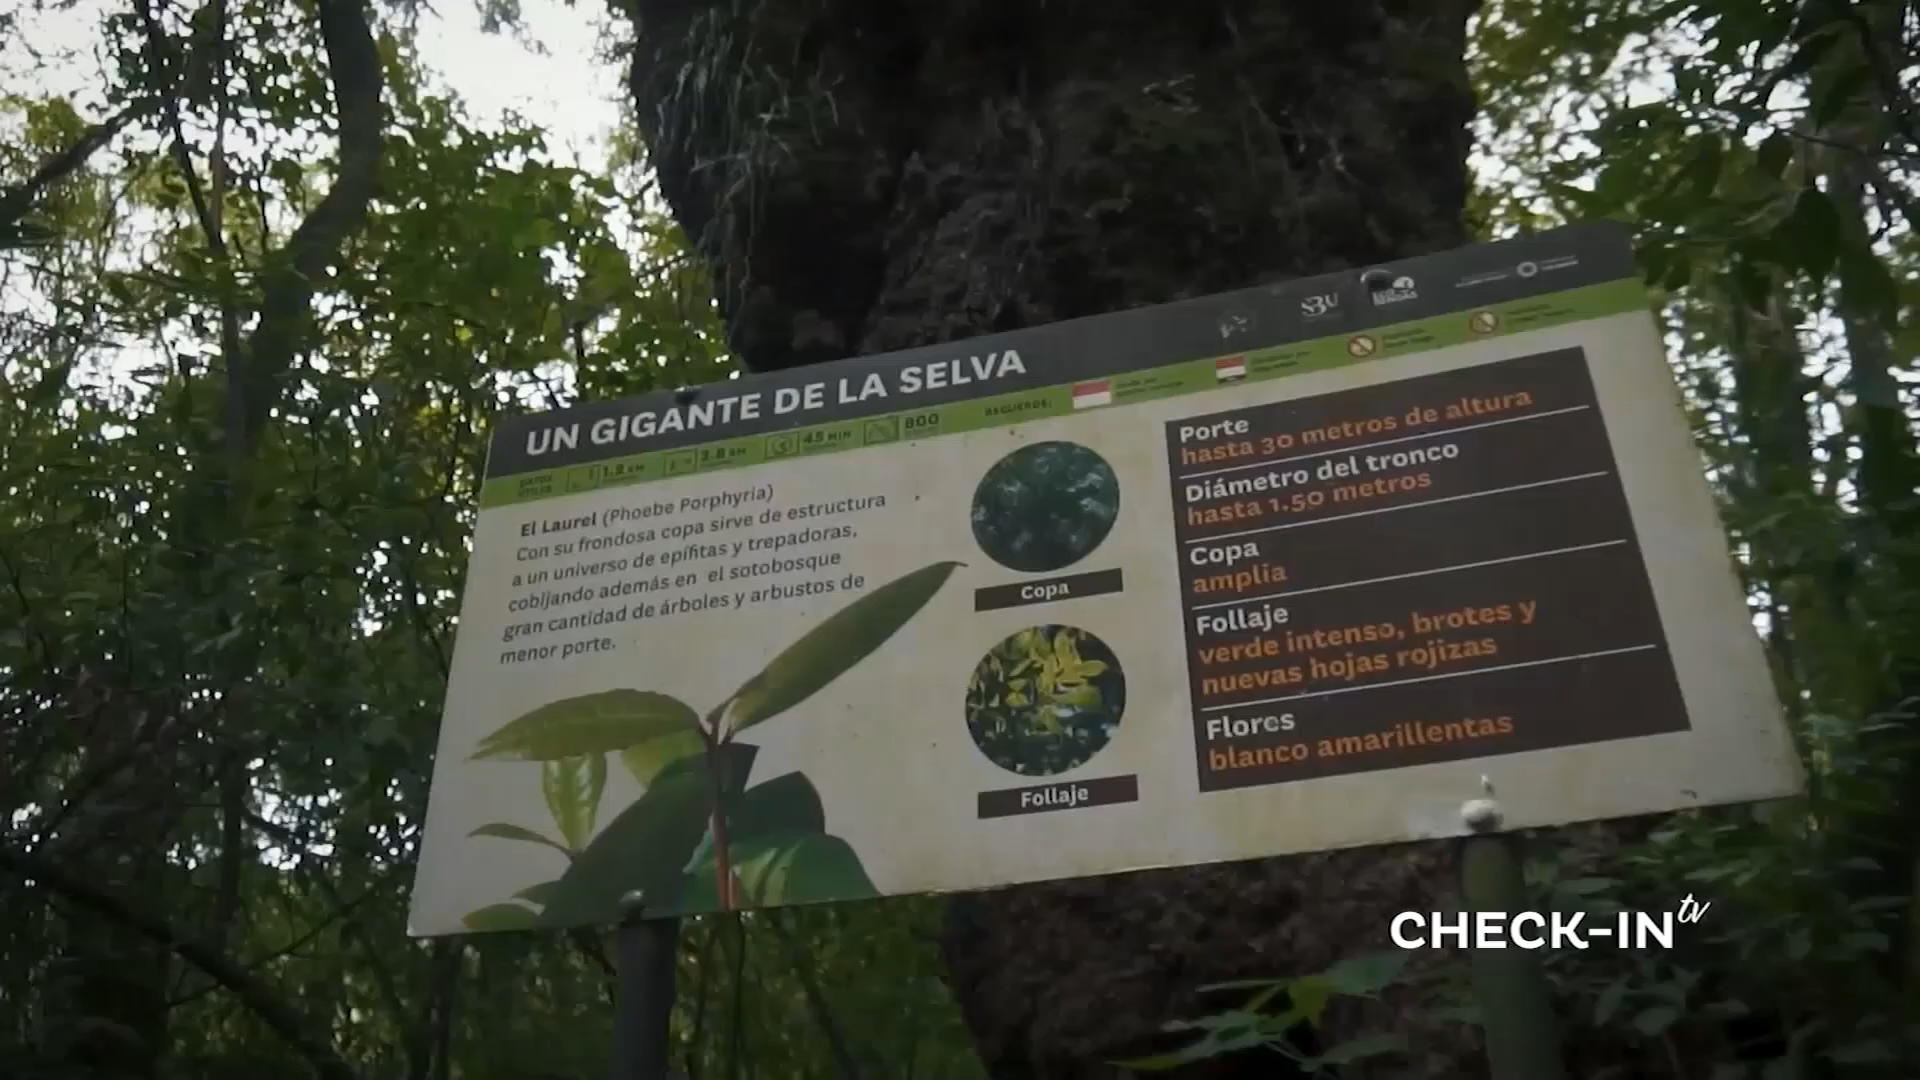 UN GIGANTE DE LA SELVA
SBU
DATOS
ÚTILES
1.2 KM
3.8 KM
45 MIN
800
RECUERDE:
El Laurel (Phoebe Porphyria)
Con su frondosa copa sirve de estructura
a un universo de epífitas y trepadoras,
cobijando además en el sotobosque
gran cantidad de árboles y arbustos de
menor porte.
Copa
Follaje
Porte
hasta 30 metros de altura
Diámetro del tronco
hasta 1.50 metros
Copa
amplia
Follaje
verde intenso, brotes y
nuevas hojas rojizas
Flores
blanco amarillentas
CHECK-IN tv